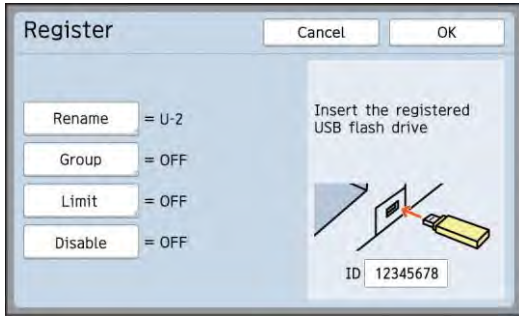 Register
Cancel
OK
Rename = U-2
Group = OFF
Limit = OFF
Disable = OFF
Insert the registered
USB flash drive
ID 12345678